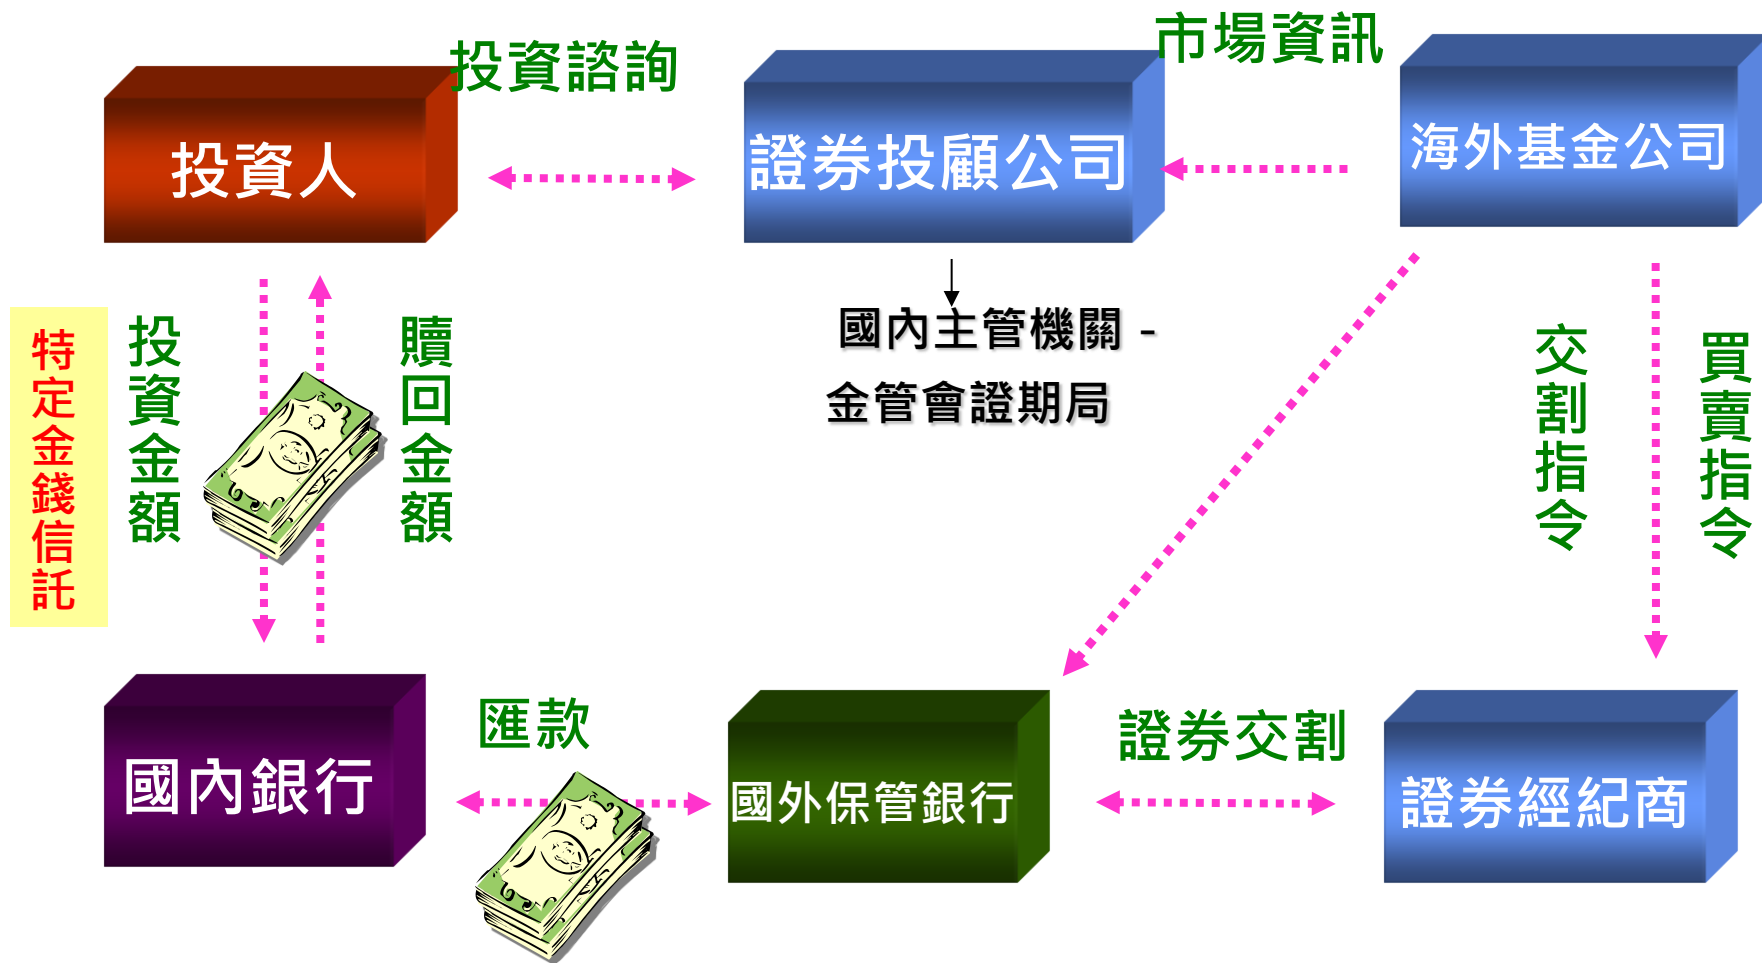 投資諮詢
市場資訊
投資人
證券投顧公司
海外基金公司
國內主管機關 -
金管會證期局
特定金錢信託
投資金額
贖回金額
交割指令
買賣指令
匯款
證券交割
國內銀行
國外保管銀行
證券經紀商